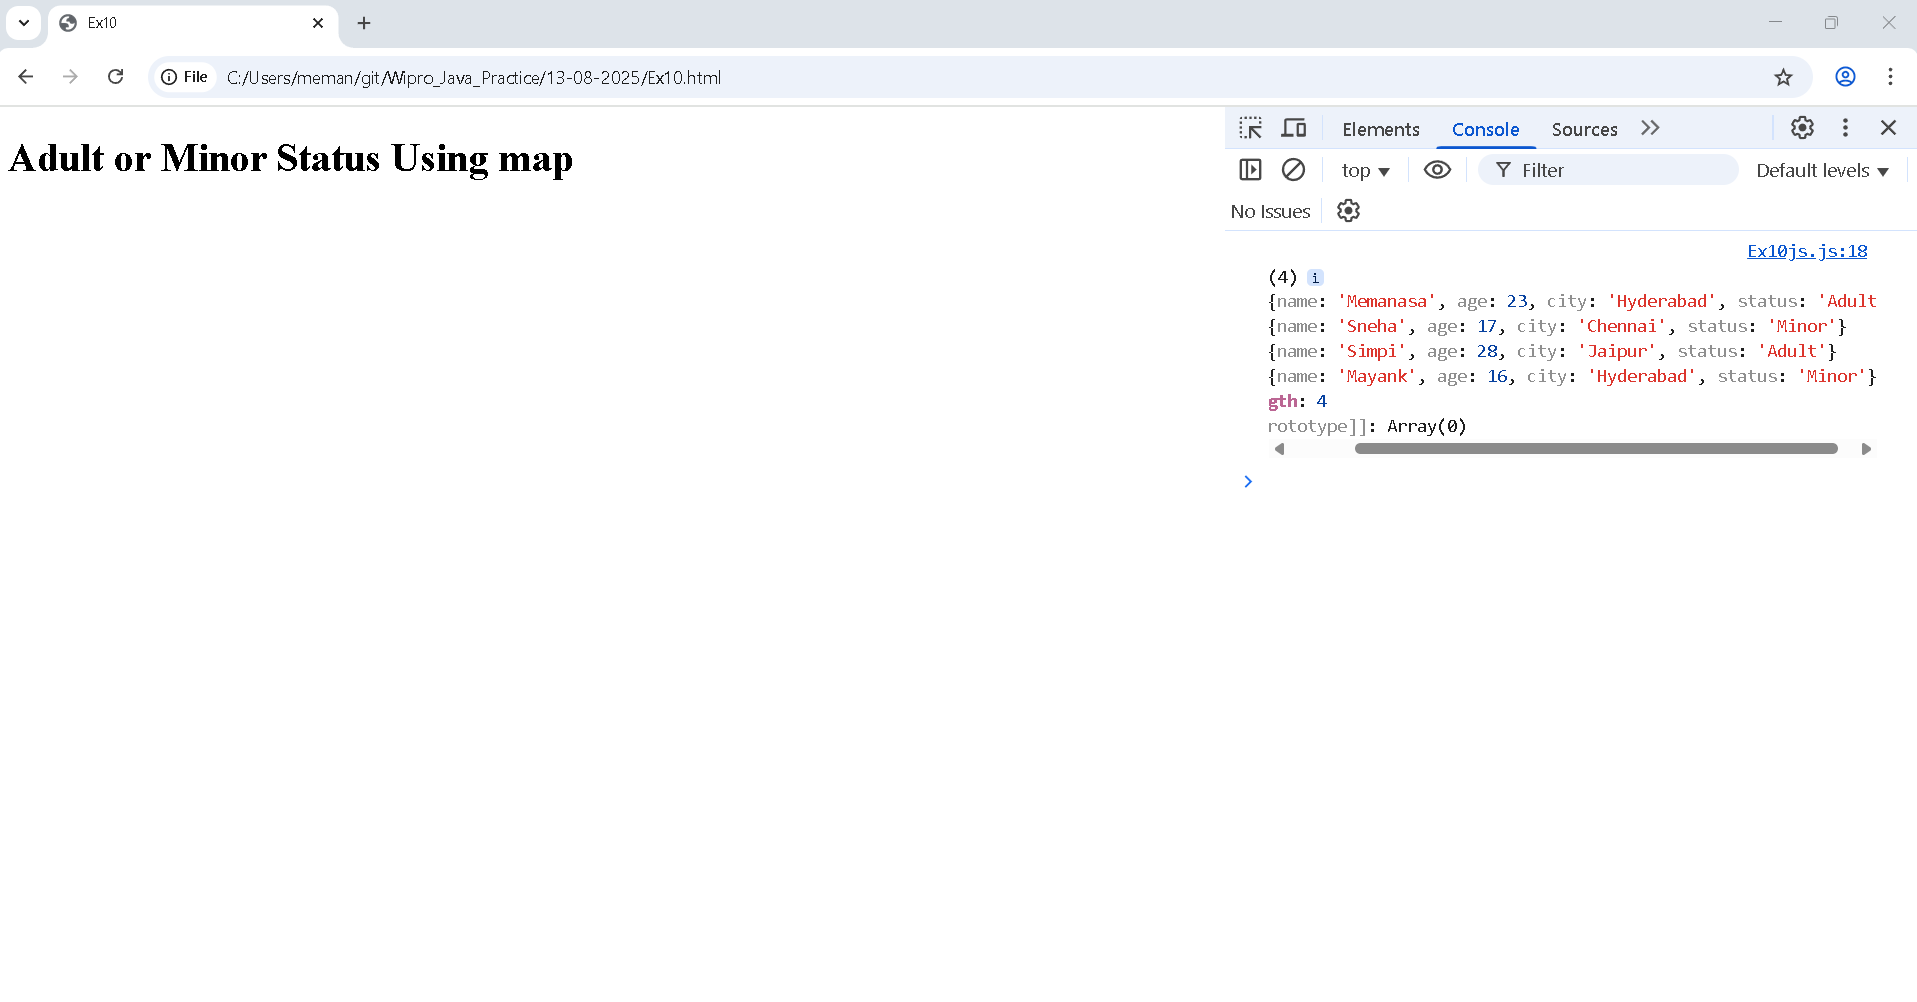 Ex10
File C:/Users/meman/git/Wipro_Java_Practice/13-08-2025/Ex10.html
Adult or Minor Status Using map
Elements Console Sources
top Filter Default levels
No Issues
Ex10js.js:18
(4) i
{name: 'Memanasa', age: 23, city: 'Hyderabad', status: 'Adult
{name: 'Sneha', age: 17, city: 'Chennai', status: 'Minor'}
{name: 'Simpi', age: 28, city: 'Jaipur', status: 'Adult'}
{name: 'Mayank', age: 16, city: 'Hyderabad', status: 'Minor'}
gth: 4
rototype]]: Array(0)